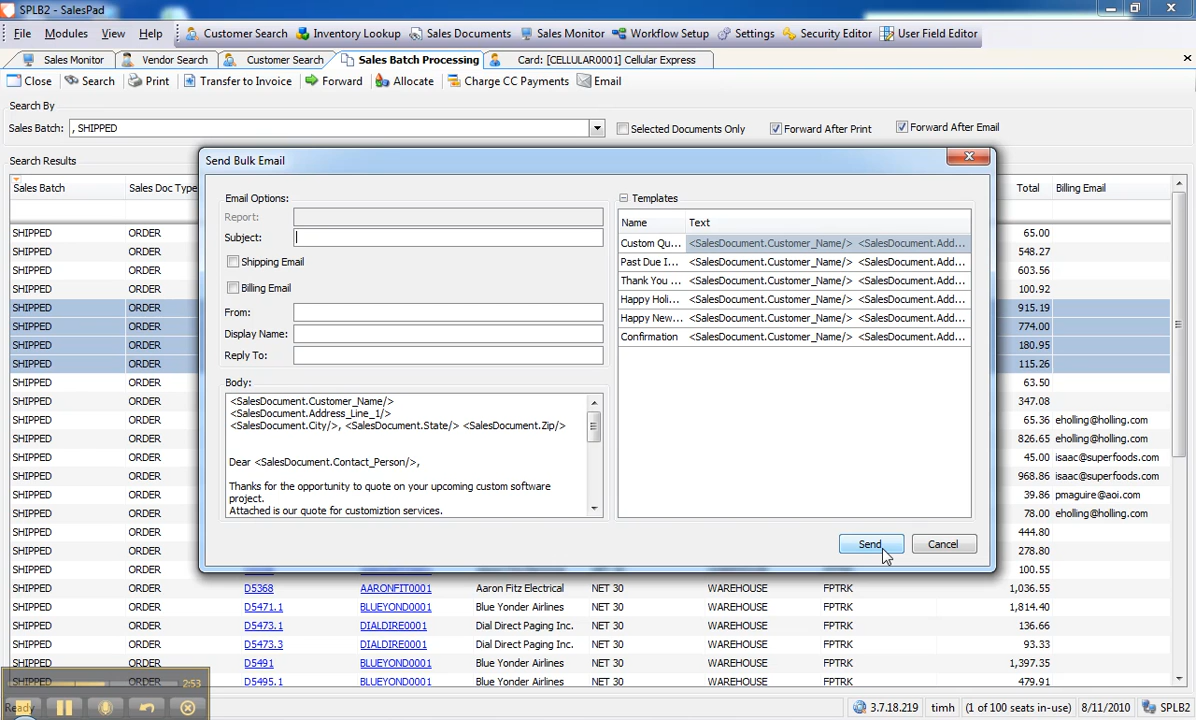 SPLB2 - SalesPad
File Modules View Help Customer Search Inventory Lookup Sales Documents Sales Monitor Workflow Setup Settings Security Editor User Field Editor
Sales Monitor Vendor Search Customer Search Sales Batch Processing Card: [CELLULAR0001] Cellular Express
Close Search Print Transfer to Invoice Forward Allocate Charge CC Payments Email
Search By
Sales Batch: , SHIPPED Selected Documents Only Forward After Print Forward After Email
Search Results
Sales Batch Sales Doc Type Total Billing Email
Send Bulk Email
Email Options:
Report:
Subject:
Shipping Email
Billing Email
From:
Display Name:
Reply To:
Body:
<SalesDocument.Customer_Name/>
<SalesDocument.Address_Line_1/>
<SalesDocument.City/>, <SalesDocument.State/> <SalesDocument.Zip/>
Dear <SalesDocument.Contact_Person/>,
Thanks for the opportunity to quote on your upcoming custom software
project.
Attached is our quote for customiztion services.
Templates
Name Text
Custom Qu... <SalesDocument.Customer_Name/> <SalesDocument.Add...
Past Due I... <SalesDocument.Customer_Name/> <SalesDocument.Add...
Thank You ... <SalesDocument.Customer_Name/> <SalesDocument.Add...
Happy Holi... <SalesDocument.Customer_Name/> <SalesDocument.Add...
Happy New... <SalesDocument.Customer_Name/> <SalesDocument.Add...
Confirmation <SalesDocument.Customer_Name/> <SalesDocument.Add...
Send Cancel
SHIPPED ORDER 65.00
SHIPPED ORDER 548.27
SHIPPED ORDER 603.56
SHIPPED ORDER 100.92
SHIPPED ORDER 915.19
SHIPPED ORDER 774.00
SHIPPED ORDER 180.95
SHIPPED ORDER 115.26
SHIPPED ORDER 63.50
SHIPPED ORDER 347.08
SHIPPED ORDER 65.36 eholling@holling.com
SHIPPED ORDER 826.65 eholling@holling.com
SHIPPED ORDER 45.00 isaac@superfoods.com
SHIPPED ORDER 968.86 isaac@superfoods.com
SHIPPED ORDER 39.86 pmaguire@aoi.com
SHIPPED ORDER 78.00 eholling@holling.com
SHIPPED ORDER 444.80
SHIPPED ORDER 278.80
SHIPPED ORDER 100.55
SHIPPED ORDER D5368 AARONFIT0001 Aaron Fitz Electrical NET 30 WAREHOUSE FPTRK 1,036.55
SHIPPED ORDER D5471.1 BLUEYOND0001 Blue Yonder Airlines NET 30 WAREHOUSE FPTRK 1,814.40
SHIPPED ORDER D5473.1 DIALDIRE0001 Dial Direct Paging Inc. NET 30 WAREHOUSE FPTRK 136.66
SHIPPED ORDER D5473.3 DIALDIRE0001 Dial Direct Paging Inc. NET 30 WAREHOUSE FPTRK 93.33
SHIPPED ORDER D5491 BLUEYOND0001 Blue Yonder Airlines NET 30 WAREHOUSE FPTRK 1,397.35
ORDER D5495.1 BLUEYOND0001 Blue Yonder Airlines NET 30 WAREHOUSE FPTRK 479.91
2:53
Ready 3.7.18.219 timh (1 of 100 seats in-use) 8/11/2010 SPLB2